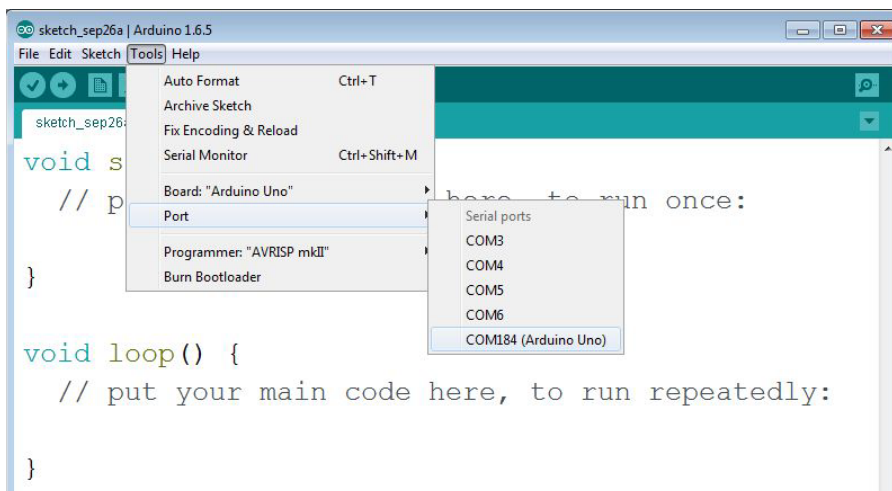 sketch_sep26a | Arduino 1.6.5
File Edit Sketch Tools Help
sketch_sep26a
Auto Format Ctrl+T
Archive Sketch
Fix Encoding & Reload
Serial Monitor Ctrl+Shift+M
Board: "Arduino Uno"
Port
Programmer: "AVRISP mkII"
Burn Bootloader
Serial ports
COM3
COM4
COM5
COM6
COM184 (Arduino Uno)
void s
// p here, to run once:
}
void loop() {
// put your main code here, to run repeatedly:
}